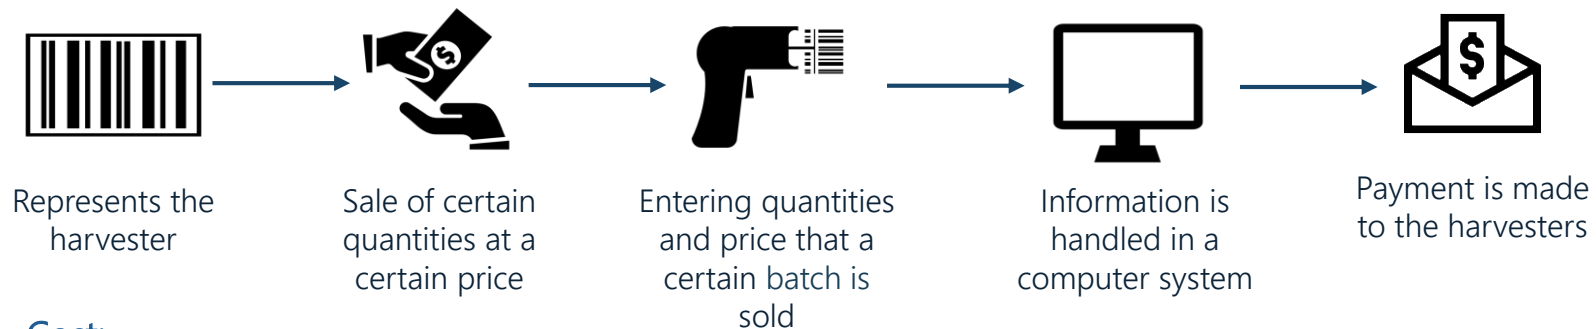 Represents the
harvester
Sale of certain
quantities at a
certain price
Entering quantities
and price that a
certain batch is
sold
Information is
handled in a
computer system
Payment is made
to the harvesters
$
$